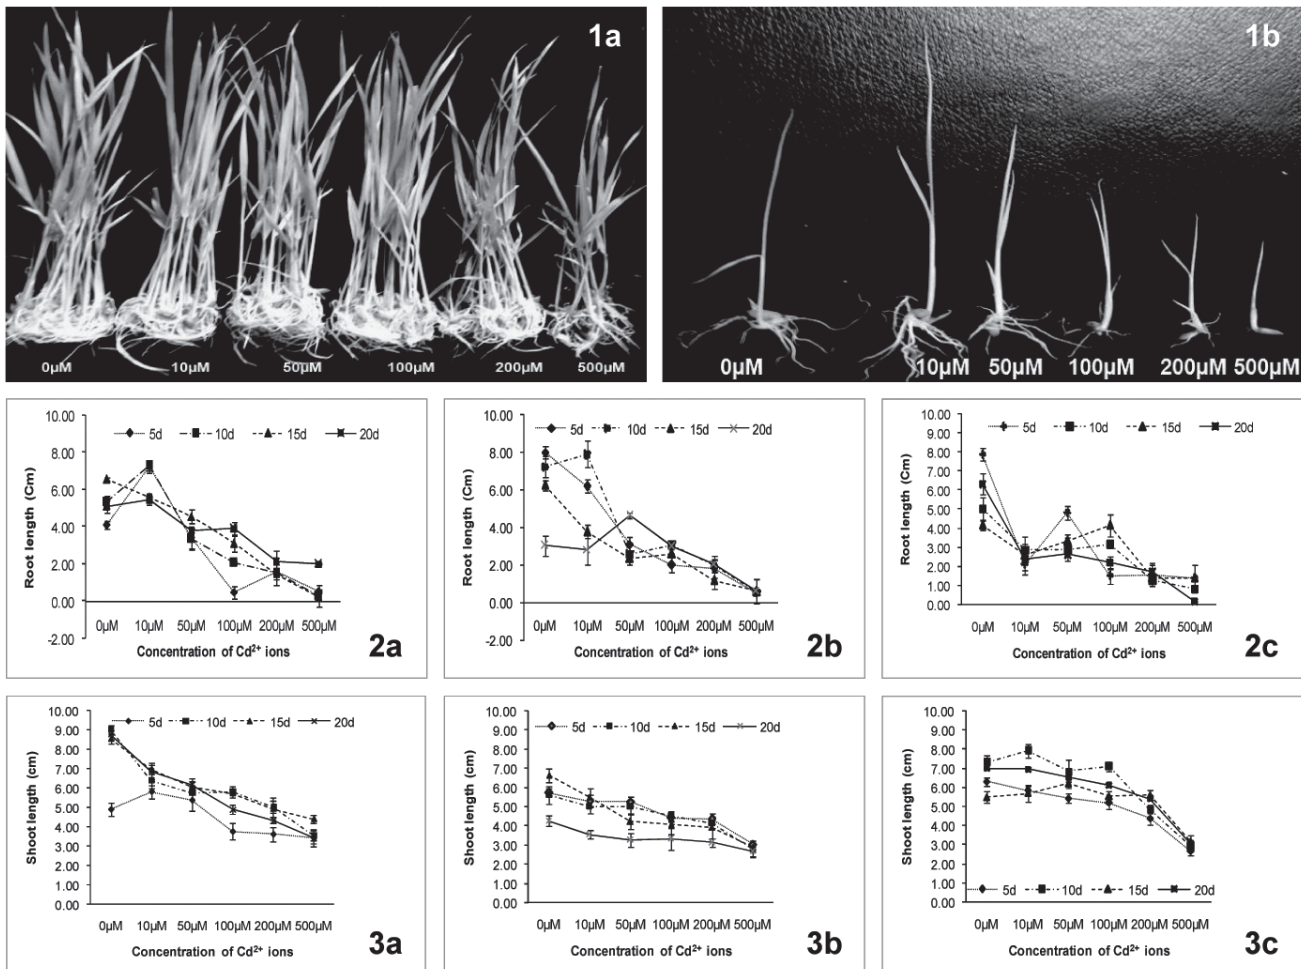 1a
0µM 10µM 50µM 100µM 200µM 500µM
1b
0µM 10µM 50µM 100µM 200µM 500µM
10.00
8.00
6.00
4.00
2.00
0.00
-2.00
Root length (Cm)
5d 10d 15d 20d
0µM 10µM 50µM 100µM 200µM 500µM
Concentration of Cd²⁺ ions
2a
10.00
8.00
6.00
4.00
2.00
0.00
-2.00
Root length (Cm)
5d 10d 15d 20d
0µM 10µM 50µM 100µM 200µM 500µM
Concentration of Cd²⁺ ions
2b
10.00
9.00
8.00
7.00
6.00
5.00
4.00
3.00
2.00
1.00
0.00
Root length (Cm)
5d 10d 15d 20d
0µM 10µM 50µM 100µM 200µM 500µM
Concentration of Cd²⁺ ions
2c
10.00
9.00
8.00
7.00
6.00
5.00
4.00
3.00
2.00
1.00
0.00
Shoot length (cm)
5d 10d 15d 20d
0µM 10µM 50µM 100µM 200µM 500µM
Concentration of Cd²⁺ ions
3a
10.00
9.00
8.00
7.00
6.00
5.00
4.00
3.00
2.00
1.00
0.00
Shoot length (cm)
5d 10d 15d 20d
0µM 10µM 50µM 100µM 200µM 500µM
Concentration of Cd²⁺ ions
3b
10.00
9.00
8.00
7.00
6.00
5.00
4.00
3.00
2.00
1.00
0.00
Shoot length (cm)
5d 10d 15d 20d
0µM 10µM 50µM 100µM 200µM 500µM
Concentration of Cd²⁺ ions
3c